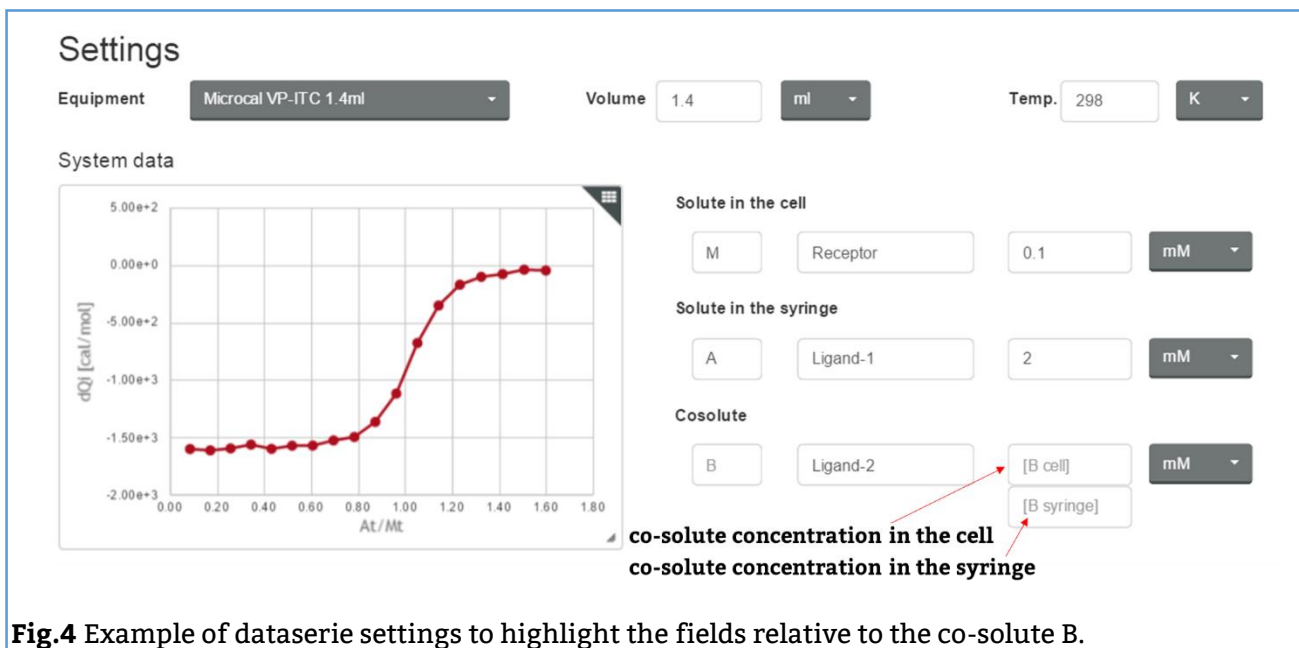 Settings
Equipment Microcal VP-ITC 1.4ml Volume 1.4 ml Temp. 298 K
System data
5.00e+2
0.00e+0
-5.00e+2
-1.00e+3
-1.50e+3
-2.00e+3
dQi [cal/mol]
0.00 0.20 0.40 0.60 0.80 1.00 1.20 1.40 1.60 1.80
At/Mt
Solute in the cell
M Receptor 0.1 mM
Solute in the syringe
A Ligand-1 2 mM
Cosolute
B Ligand-2 [B cell] mM
[B syringe]
co-solute concentration in the cell
co-solute concentration in the syringe
Fig.4 Example of dataserie settings to highlight the fields relative to the co-solute B.